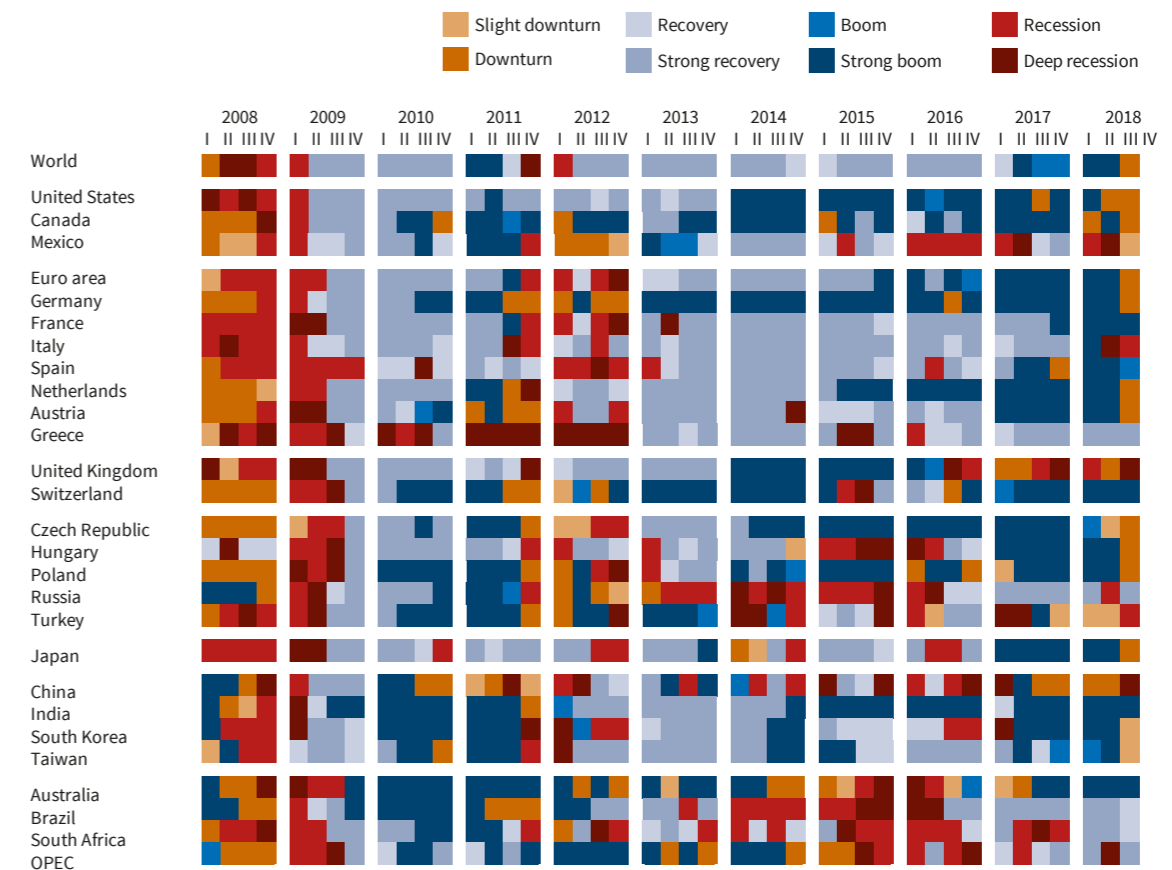 Slight downturn Recovery Boom Recession
Downturn Strong recovery Strong boom Deep recession
2008 2009 2010 2011 2012 2013 2014 2015 2016 2017 2018
I II III IV I II III IV I II III IV I II III IV I II III IV I II III IV I II III IV I II III IV I II III IV I II III IV I II III IV
World
United States
Canada
Mexico
Euro area
Germany
France
Italy
Spain
Netherlands
Austria
Greece
United Kingdom
Switzerland
Czech Republic
Hungary
Poland
Russia
Turkey
Japan
China
India
South Korea
Taiwan
Australia
Brazil
South Africa
OPEC